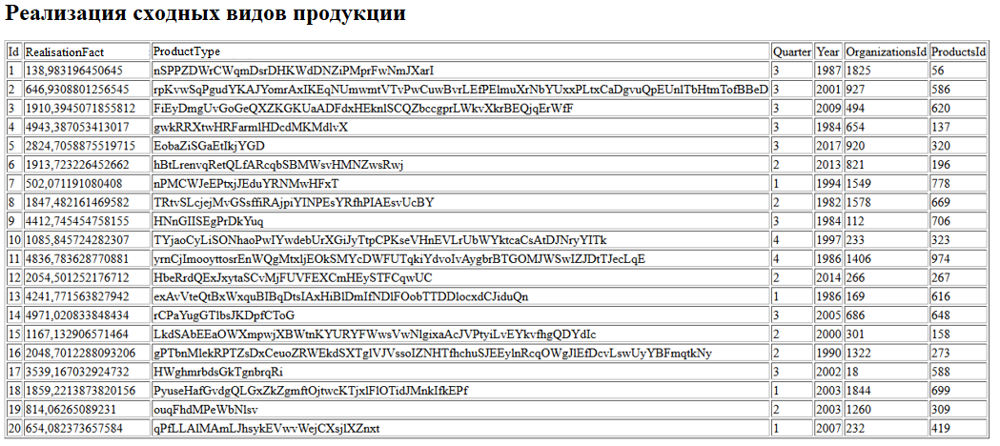 Реализация сходных видов продукции
Id RealisationFact ProductType Quarter Year OrganizationsId ProductsId
1 138,983196450645 nSPPZDWrCWqmDsrDHKWdDNZiPMprFwNmJXarI 3 1987 1825 56
2 646,9308801256545 rpKvwSqPgudYKAJYomrAxIKEqNUmwmtVTvPwCuwBvrLEfPElmuXrNbYUxxPLtxCaDgvuQpEUnlTbHtmTofBBeD 3 2001 927 586
3 1910,3945071855812 FiEyDmgUvGoGeQXZKGKUaADFdxHEknlSCQZbccgprLWkvXkrBEQjqErWfF 3 2009 494 620
4 4943,387053413017 gwkRRXtwHRFarmlHDcdMKMdlvX 3 1984 654 137
5 2824,7058875519715 EobaZiSGaEtIkjYGD 3 2017 920 320
6 1913,723226452662 hBtLrenvqRetQLfARcqbSBMWsvHMNZwsRwj 2 2013 821 196
7 502,071191080408 nPMCWJeEPtxjJEduYRNMwHFxT 1 1994 1549 778
8 1847,482161469582 TRtvSLcjejMvGSsffiRAjpiYINPEsYRfhPIAEsvUcBY 2 1982 1578 669
9 4412,745454758155 HNnGIISEgPrDkYuq 3 1984 112 706
10 1085,845724282307 TYjaoCyLiSONhaoPwIYwdebUrXGiJyTtpCPKseVHnEVLrUbWYktcaCsAtDJNryYITk 4 1997 233 323
11 4836,783628770881 yrnCjImooyttosrEnWQgMtxljEOkSMYcDWFUTqkiYdvoIvAygbrBTGOMJWSwIZJDtTJecLqE 4 1986 1406 974
12 2054,501252176712 HbeRrdQExJxytaSCvMjFUVFEXCmHEySTFCqwUC 2 2014 266 267
13 4241,771563827942 exAvVteQtBxWxquBIBqDtsIAxHiBlDmIfNDlFOobTTDDlocxdCJiduQn 1 1986 169 616
14 4971,020833848434 rCPaYugGTlbsJKDpfCToG 3 2005 686 648
15 1167,132906571464 LkdSAbEEaOWXmpwjXBWtnKYURYFWwsVwNlgixaAcJVPtyiLvEYkvfhgQDYdIc 2 2000 301 158
16 2048,7012288093206 gPTbnMlekRPTZsDxCeuoZRWEkdSXTglVJVssoIZNHTfhchuSJEEylnRcqOWgJlEfDcvLswUyYBFmqtkNy 2 1990 1322 273
17 3539,167032924732 HWghmrbdsGkTgnbrqRi 3 2002 18 588
18 1859,2213873820156 PyuseHafGvdgQLGxZkZgmftOjtwcKTjxlFlOTidJMnkIfkEPf 1 2003 1844 699
19 814,06265089231 ouqFhdMPeWbNlsv 2 2003 1260 309
20 654,082373657584 qPfLLAlMAmLJhsykEVwvWejCXsjlXZnxt 1 2007 232 419